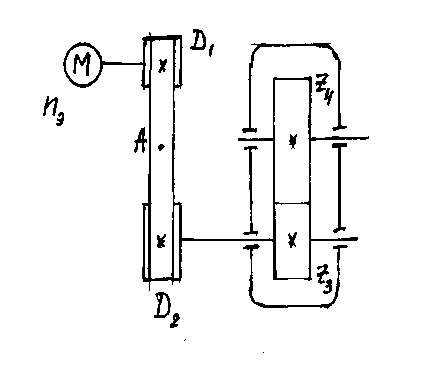 D₁
M
Z₄
nэ
A
Z₃
D₂